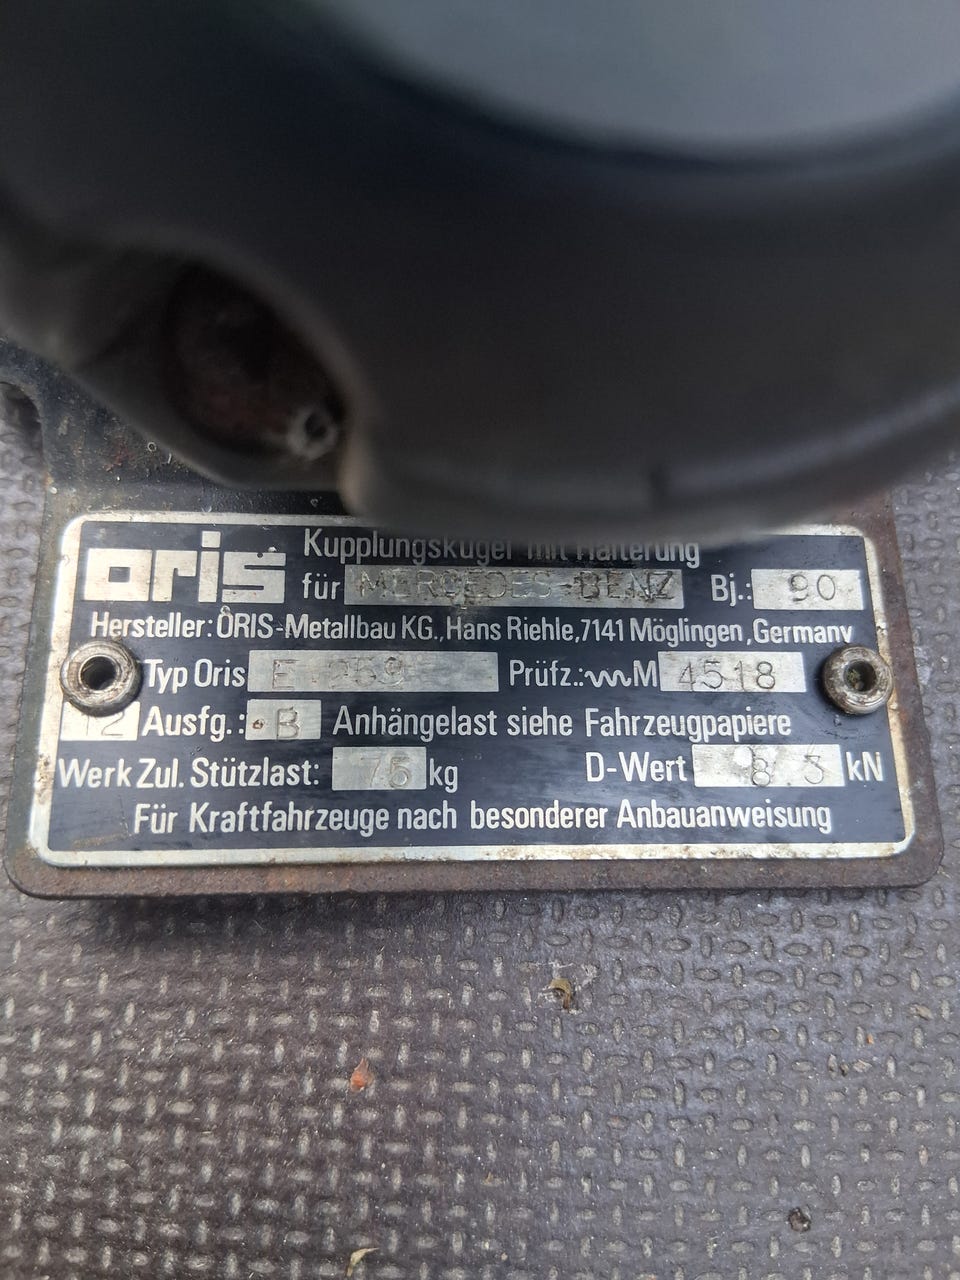 oris Kupplungskugel mit Halterung
für MERCEDES-BENZ Bj.: 90
Hersteller: ORIS-Metallbau KG., Hans Riehle, 7141 Möglingen, Germany
Typ Oris E Prüfz.: M 4518
12 Ausfg.: B Anhängelast siehe Fahrzeugpapiere
Werk Zul. Stützlast: 75 kg D-Wert 8 3 kN
Für Kraftfahrzeuge nach besonderer Anbauanweisung